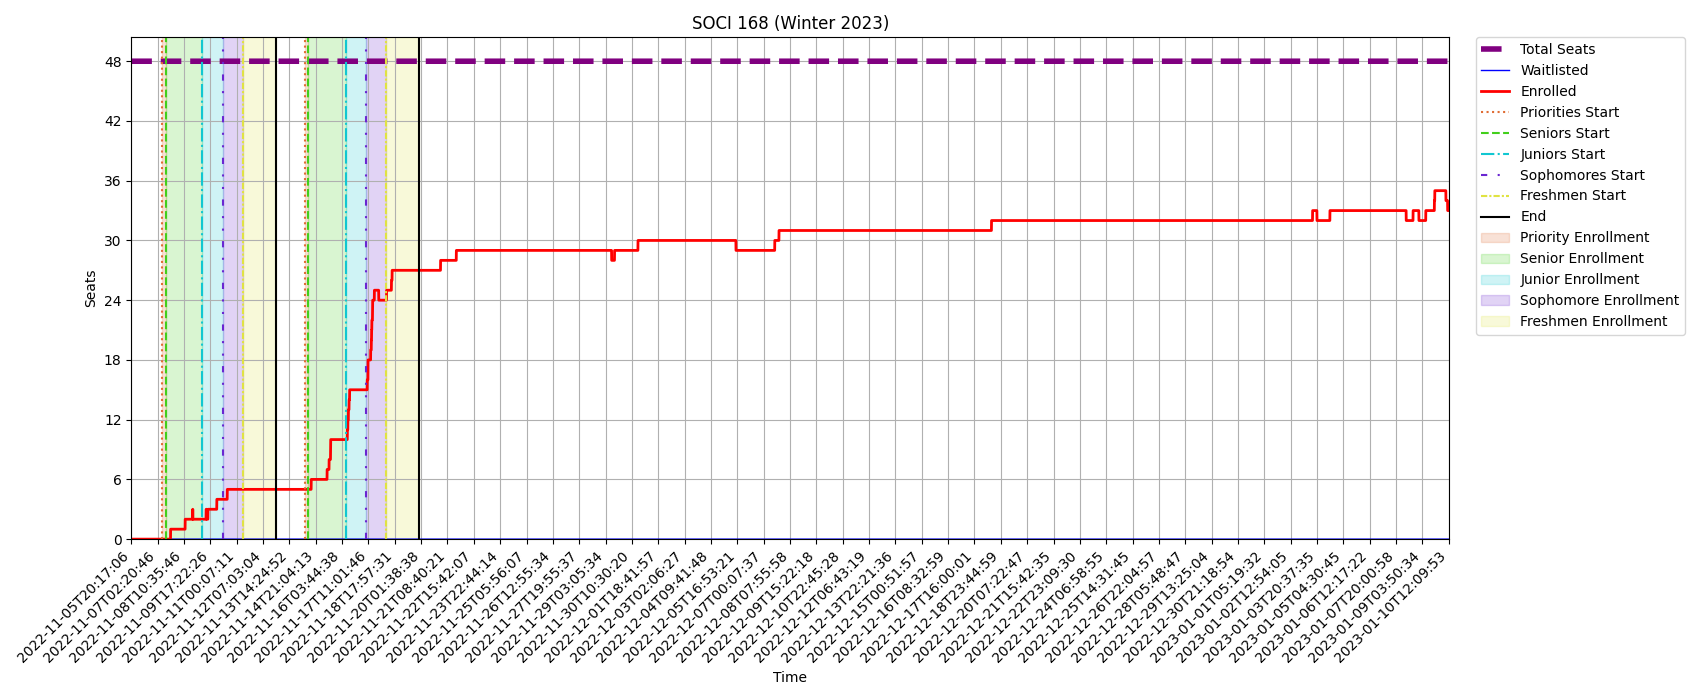 SOCI 168 (Winter 2023)
Seats
48
42
36
30
24
18
12
6
0
2022-11-05T20:17:06
2022-11-07T02:20:46
2022-11-08T10:35:46
2022-11-09T17:22:26
2022-11-11T00:07:11
2022-11-12T07:03:04
2022-11-13T14:24:52
2022-11-14T21:04:13
2022-11-16T03:44:38
2022-11-17T11:01:46
2022-11-18T17:57:31
2022-11-20T01:38:38
2022-11-21T08:40:21
2022-11-22T15:42:07
2022-11-23T22:44:14
2022-11-25T05:56:07
2022-11-26T12:55:34
2022-11-27T19:55:37
2022-11-29T03:05:34
2022-11-30T10:30:20
2022-12-01T18:41:57
2022-12-03T02:06:27
2022-12-04T09:41:48
2022-12-05T16:53:21
2022-12-07T00:07:37
2022-12-08T07:55:58
2022-12-09T15:22:18
2022-12-10T22:45:28
2022-12-12T06:43:19
2022-12-13T22:21:36
2022-12-15T00:51:57
2022-12-16T08:32:59
2022-12-17T16:00:01
2022-12-18T23:44:59
2022-12-20T07:22:47
2022-12-21T15:42:35
2022-12-22T23:09:30
2022-12-24T06:58:55
2022-12-25T14:31:45
2022-12-26T22:04:57
2022-12-28T05:48:47
2022-12-29T13:25:04
2022-12-30T21:18:54
2023-01-01T05:19:32
2023-01-02T12:54:05
2023-01-03T20:37:35
2023-01-05T04:30:45
2023-01-06T12:17:22
2023-01-07T20:00:58
2023-01-09T03:50:34
2023-01-10T12:09:53
Time
Total Seats
Waitlisted
Enrolled
Priorities Start
Seniors Start
Juniors Start
Sophomores Start
Freshmen Start
End
Priority Enrollment
Senior Enrollment
Junior Enrollment
Sophomore Enrollment
Freshmen Enrollment